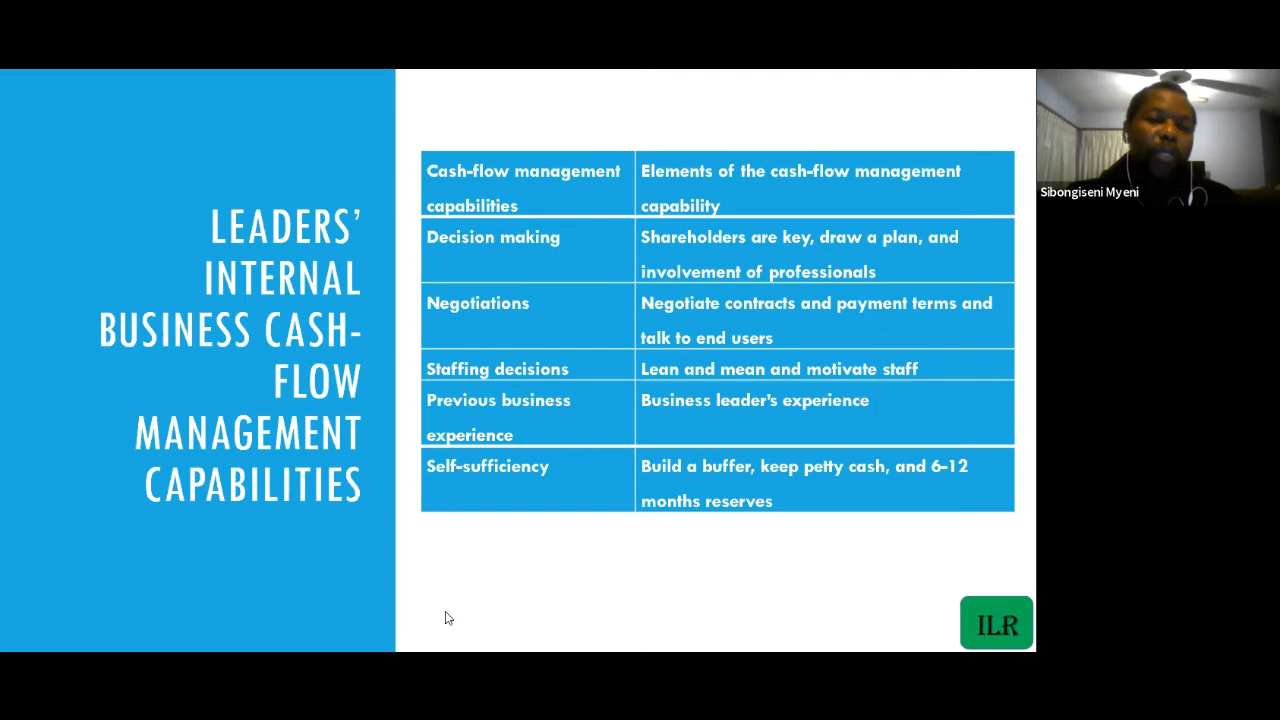 LEADERS’
INTERNAL
BUSINESS CASH-
FLOW
MANAGEMENT
CAPABILITIES
Cash-flow management
capabilities
Elements of the cash-flow management
capability
Decision making
Shareholders are key, draw a plan, and
involvement of professionals
Negotiations
Negotiate contracts and payment terms and
talk to end users
Staffing decisions
Lean and mean and motivate staff
Previous business
experience
Business leader’s experience
Self-sufficiency
Build a buffer, keep petty cash, and 6-12
months reserves
Sibongiseni Myeni
ILR